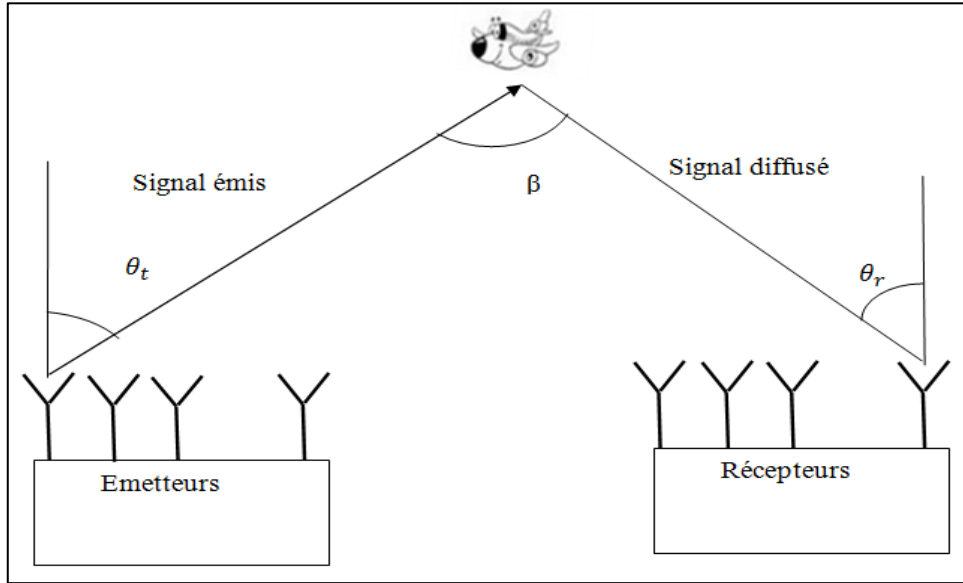 Signal émis
Signal diffusé
β
θt
θr
Emetteurs
Récepteurs